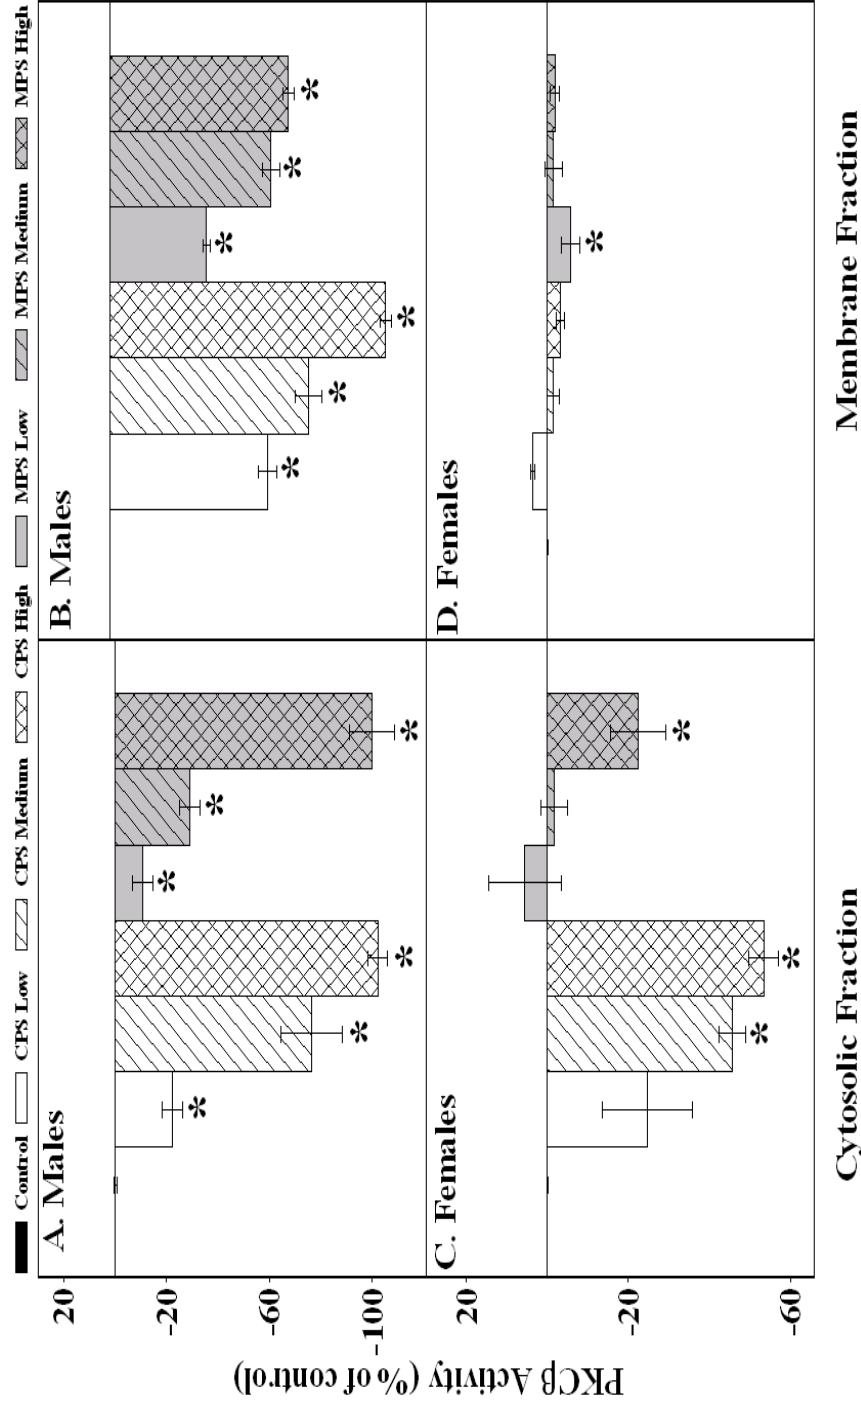 Control CPS Low CPS Medium CPS High MPS Low MPS Medium MPS High
A. Males
B. Males
20
-20
-60
-100
*
*
*
*
*
*
*
*
*
*
*
*
C. Females
D. Females
20
-20
-60
*
*
*
*
PKCβ Activity (% of control)
Cytosolic Fraction
Membrane Fraction